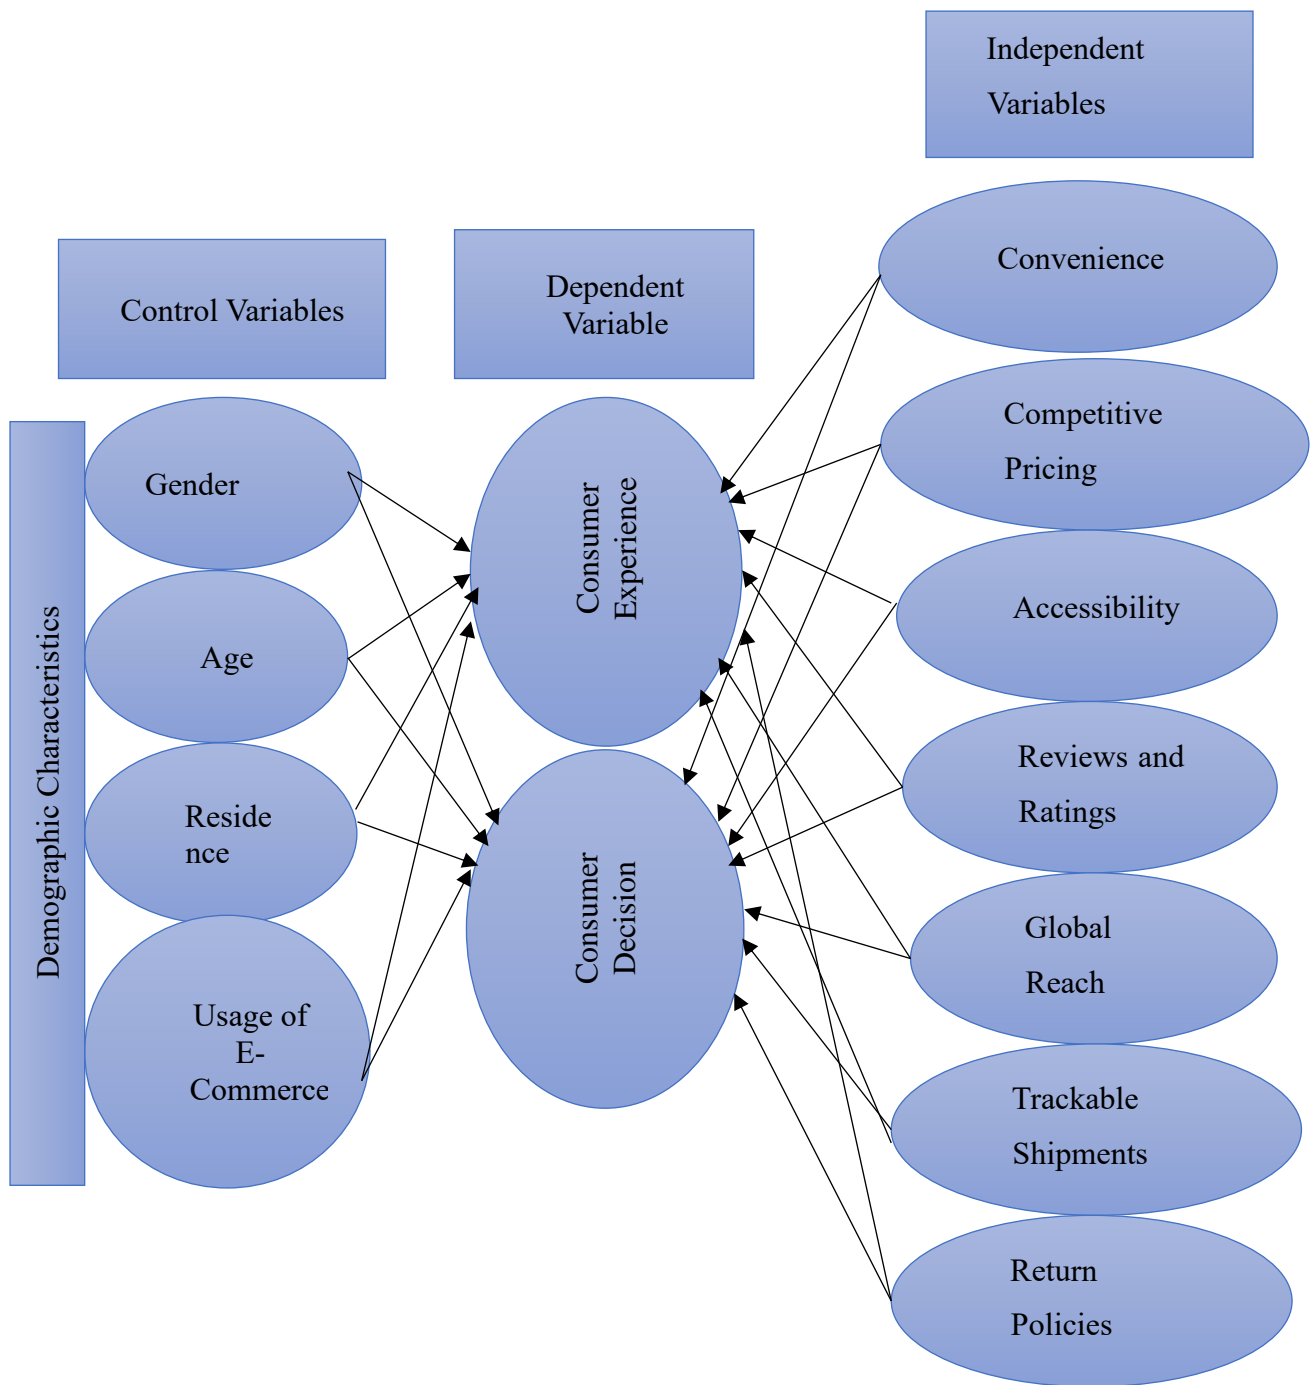 Independent
Variables
Control Variables
Dependent
Variable
Demographic Characteristics
Gender
Age
Reside
nce
Usage of
E-
Commerce
Consumer
Experience
Consumer
Decision
Convenience
Competitive
Pricing
Accessibility
Reviews and
Ratings
Global
Reach
Trackable
Shipments
Return
Policies